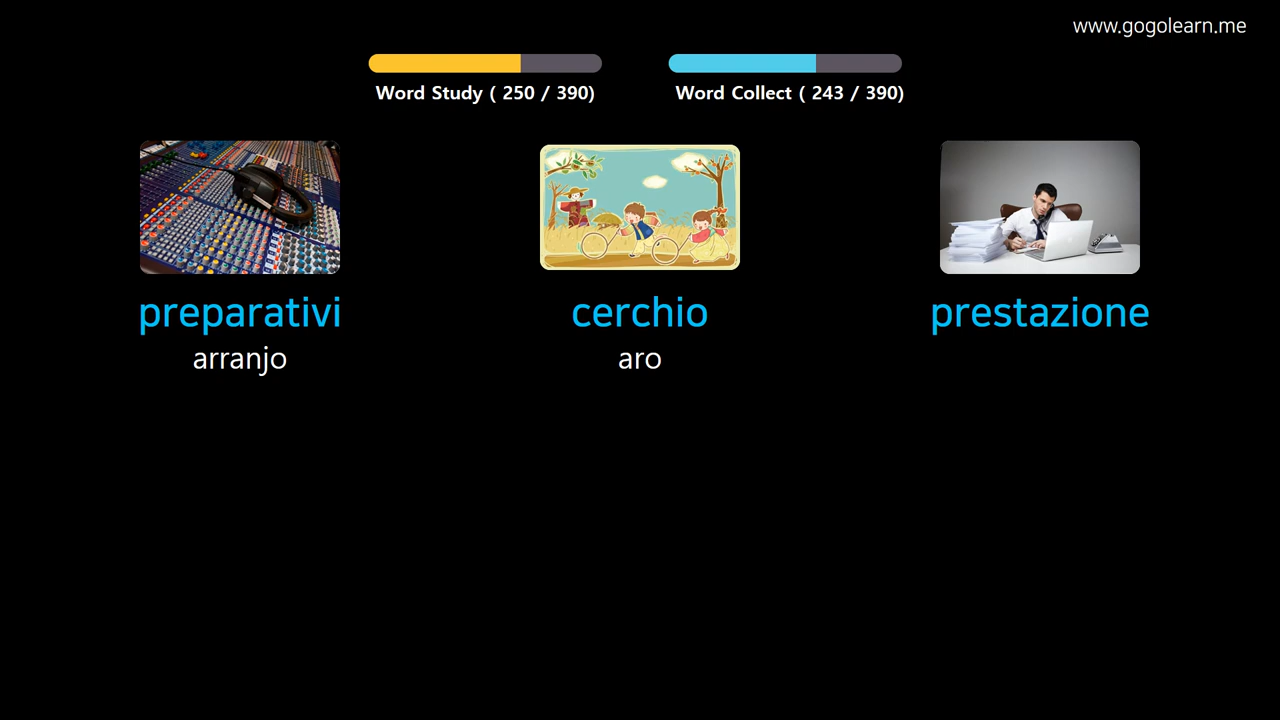 www.gogolearn.me
Word Study ( 250 / 390)
Word Collect ( 243 / 390)
preparativi
cerchio
prestazione
arranjo
aro